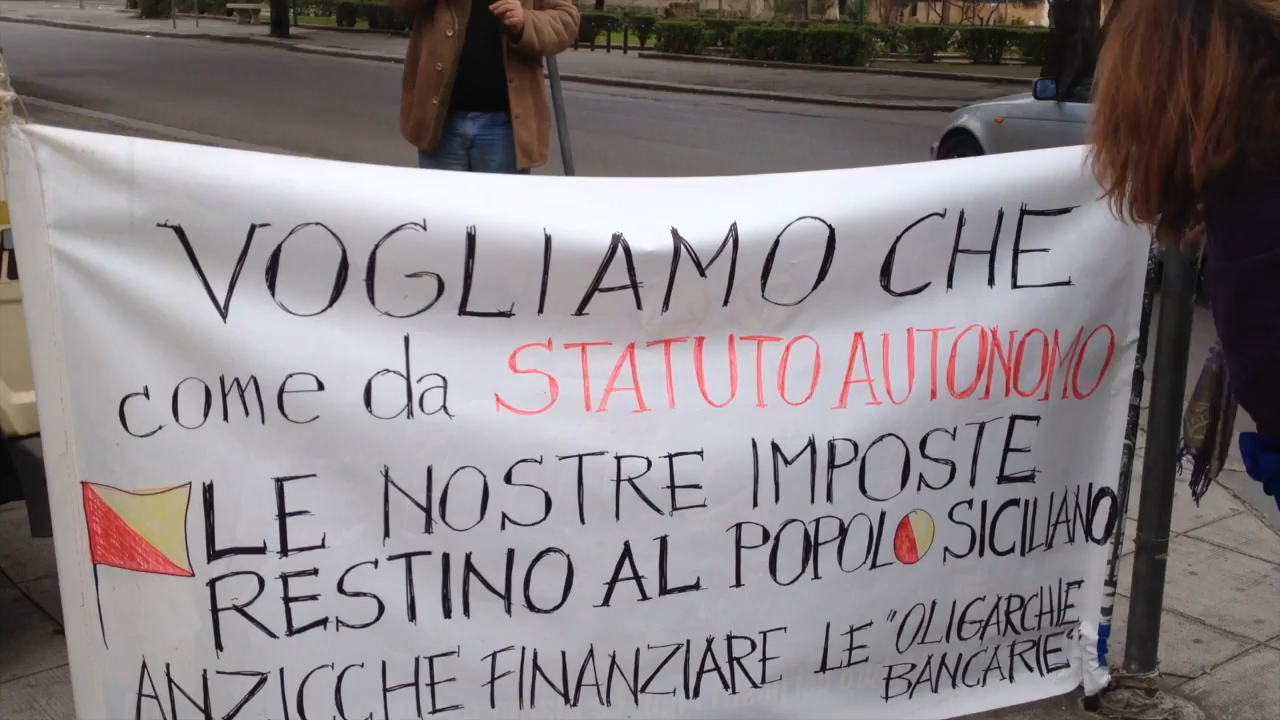 VOGLIAMO CHE
come da STATUTO AUTONOMO
LE NOSTRE IMPOSTE
RESTINO AL POPOLO SICILIANO
ANZICCHE FINANZIARE LE "OLIGARCHIE
BANCARIE"